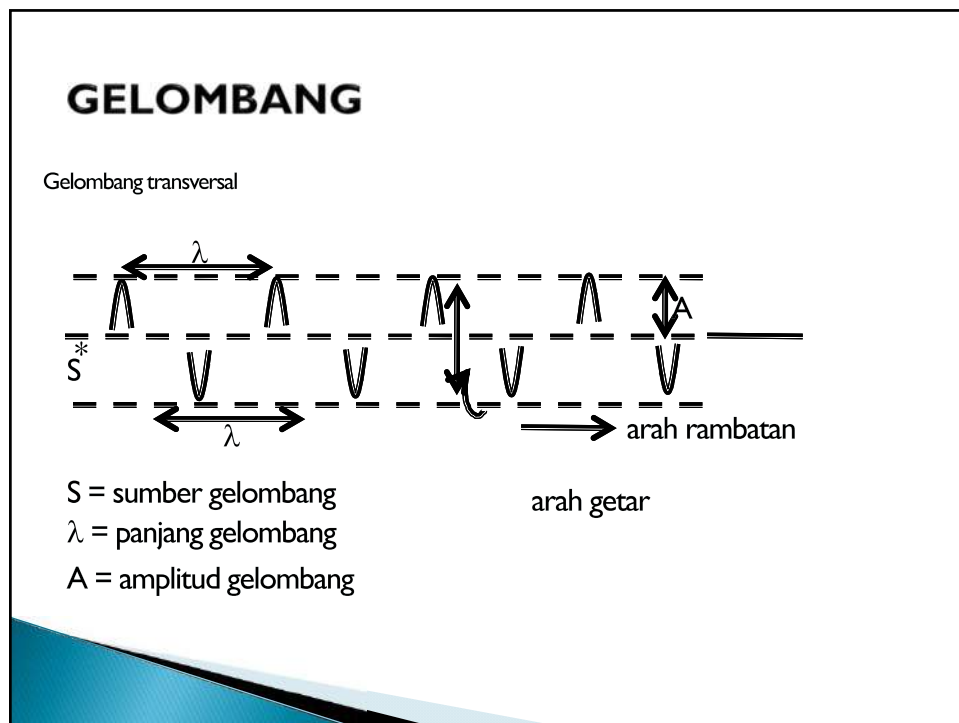 GELOMBANG
Gelombang transversal
λ
A
*
S
arah rambatan
λ
S = sumber gelombang
arah getar
λ = panjang gelombang
A = amplitud gelombang